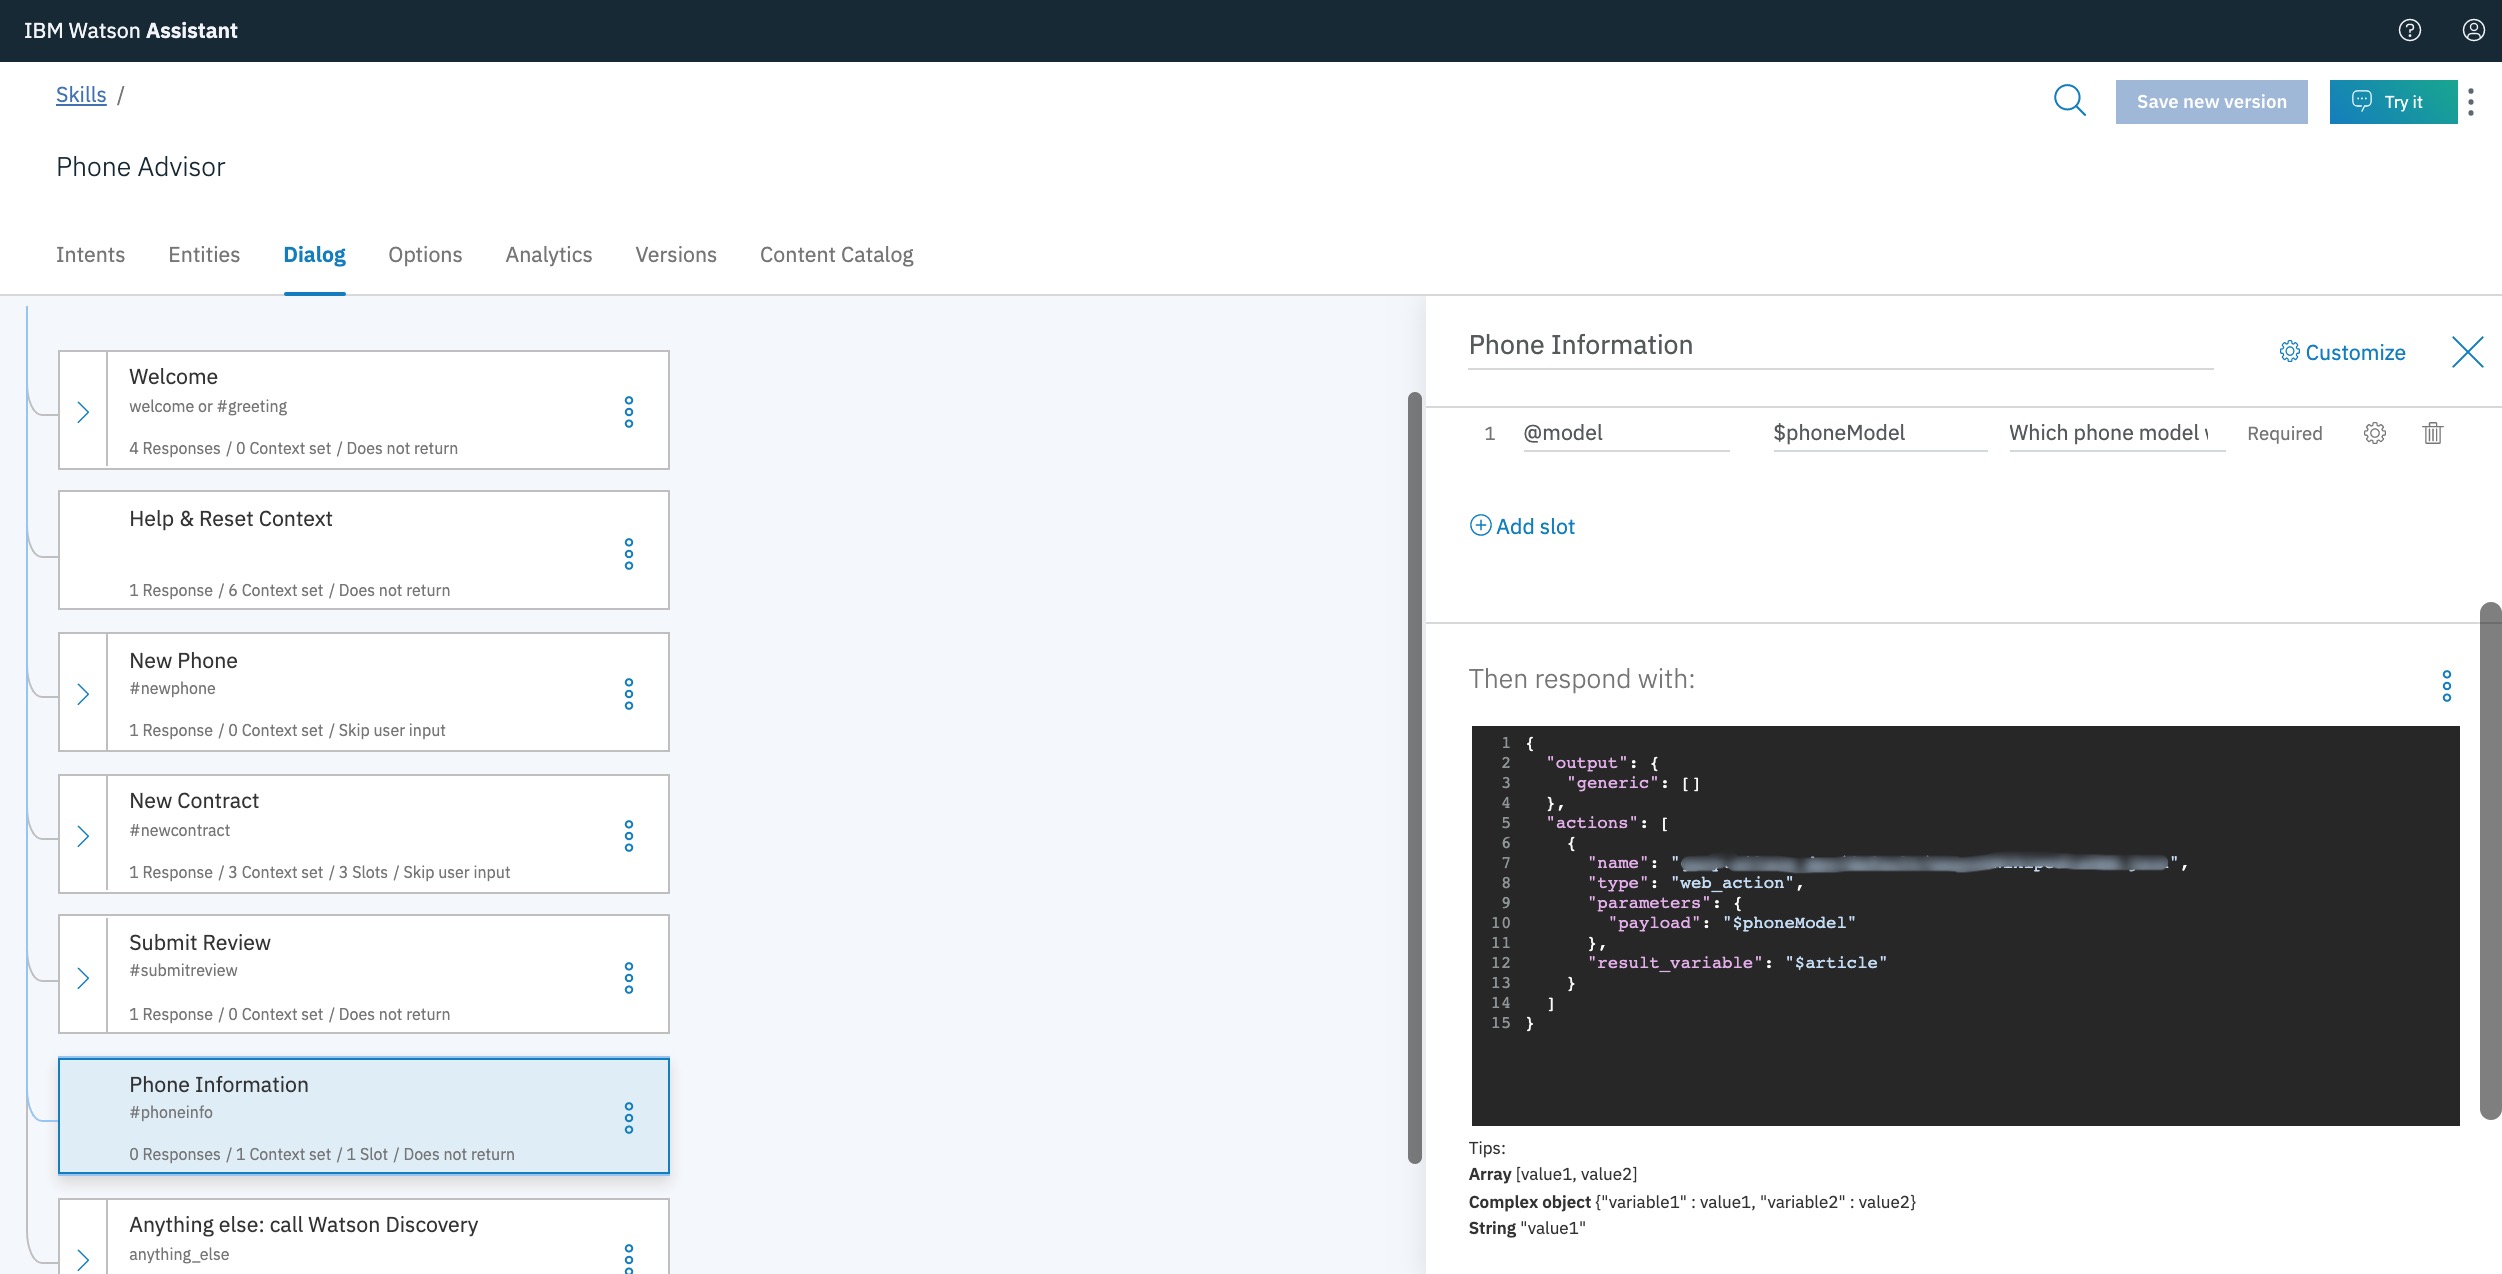 IBM Watson Assistant
Skills /
Save new version
Try it
Phone Advisor
Intents
Entities
Dialog
Options
Analytics
Versions
Content Catalog
Welcome
welcome or #greeting
4 Responses / 0 Context set / Does not return
Help & Reset Context
1 Response / 6 Context set / Does not return
New Phone
#newphone
1 Response / 0 Context set / Skip user input
New Contract
#newcontract
1 Response / 3 Context set / 3 Slots / Skip user input
Submit Review
#submitreview
1 Response / 0 Context set / Does not return
Phone Information
#phoneinfo
0 Responses / 1 Context set / 1 Slot / Does not return
Anything else: call Watson Discovery
anything_else
Phone Information
Customize
1 @model $phoneModel Which phone model Required
Add slot
Then respond with:
1 {
2 "output": {
3 "generic": []
4 },
5 "actions": [
6 {
7 "name": "",
8 "type": "web_action",
9 "parameters": {
10 "payload": "$phoneModel"
11 },
12 "result_variable": "$article"
13 }
14 ]
15 }
Tips:
Array [value1, value2]
Complex object {"variable1" : value1, "variable2" : value2}
String "value1"